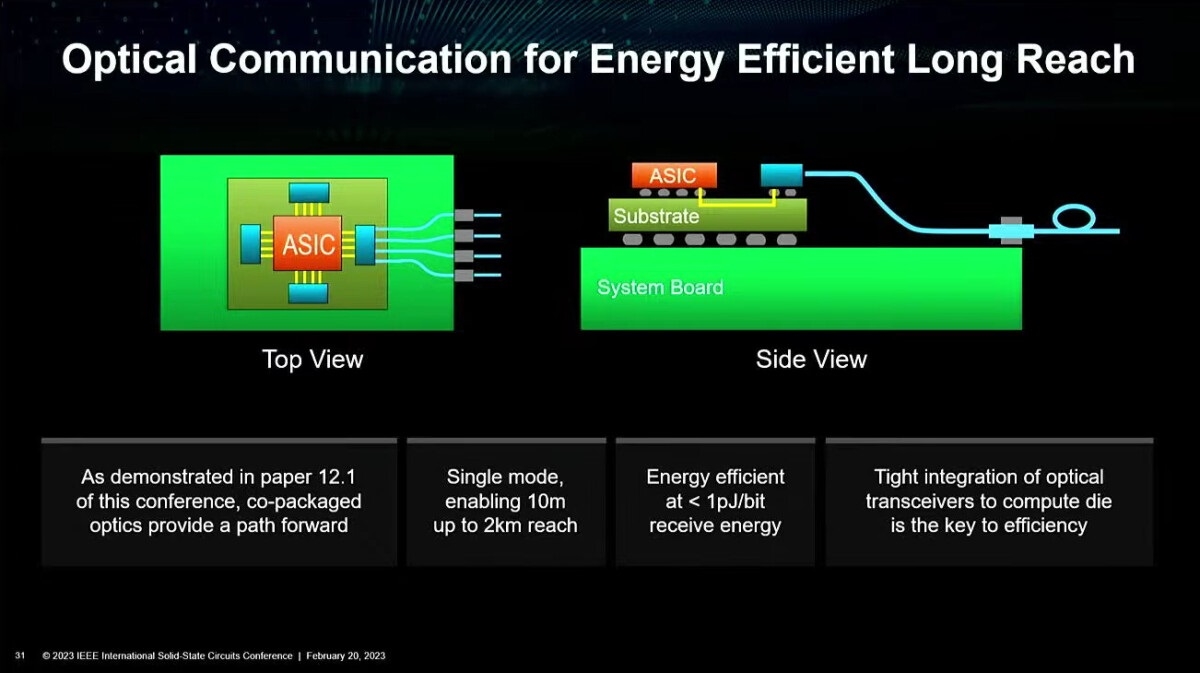 Optical Communication for Energy Efficient Long Reach
ASIC
Top View
ASIC
Substrate
System Board
Side View
As demonstrated in paper 12.1
of this conference, co-packaged
optics provide a path forward
Single mode,
enabling 10m
up to 2km reach
Energy efficient
at < 1pJ/bit
receive energy
Tight integration of optical
transceivers to compute die
is the key to efficiency
31 © 2023 IEEE International Solid-State Circuits Conference | February 20, 2023